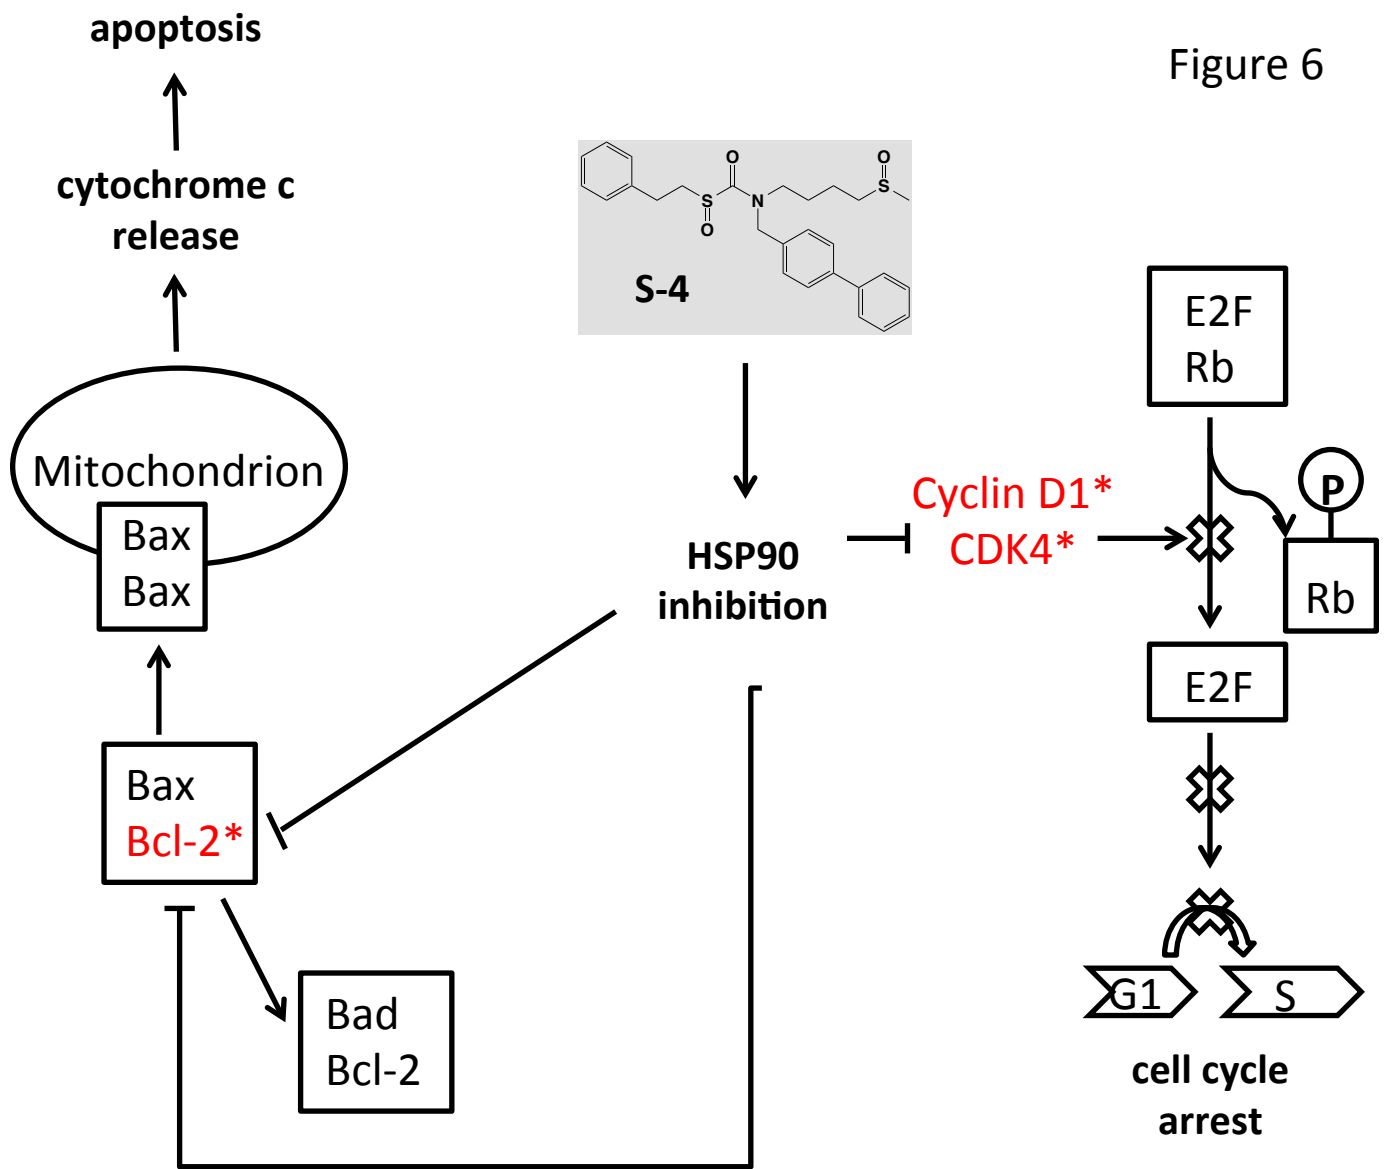 apoptosis
Figure 6
cytochrome c
release
O
O
S
N
S
O
S-4
E2F
Rb
Mitochondrion
Bax
Bax
HSP90
inhibition
Cyclin D1*
CDK4*
P
Rb
E2F
Bax
Bcl-2*
Bad
Bcl-2
G1
S
cell cycle
arrest